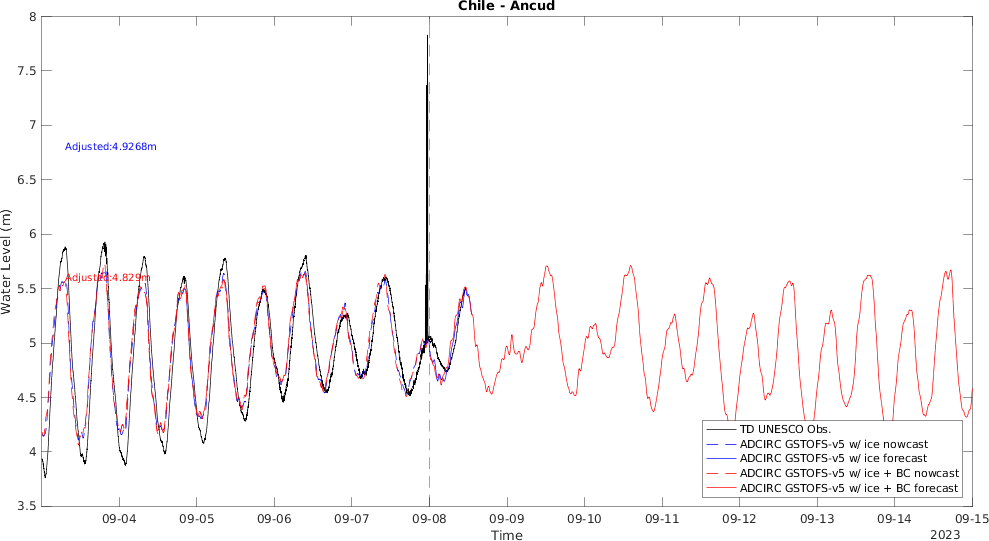 Chile - Ancud
8
7.5
7
6.5
6
5.5
5
4.5
4
3.5
Water Level (m)
Adjusted:4.9268m
Adjusted:4.829m
TD UNESCO Obs.
ADCIRC GSTOFS-v5 w/ ice nowcast
ADCIRC GSTOFS-v5 w/ ice forecast
ADCIRC GSTOFS-v5 w/ ice + BC nowcast
ADCIRC GSTOFS-v5 w/ ice + BC forecast
09-04 09-05 09-06 09-07 09-08 09-09 09-10 09-11 09-12 09-13 09-14 09-15
Time
2023